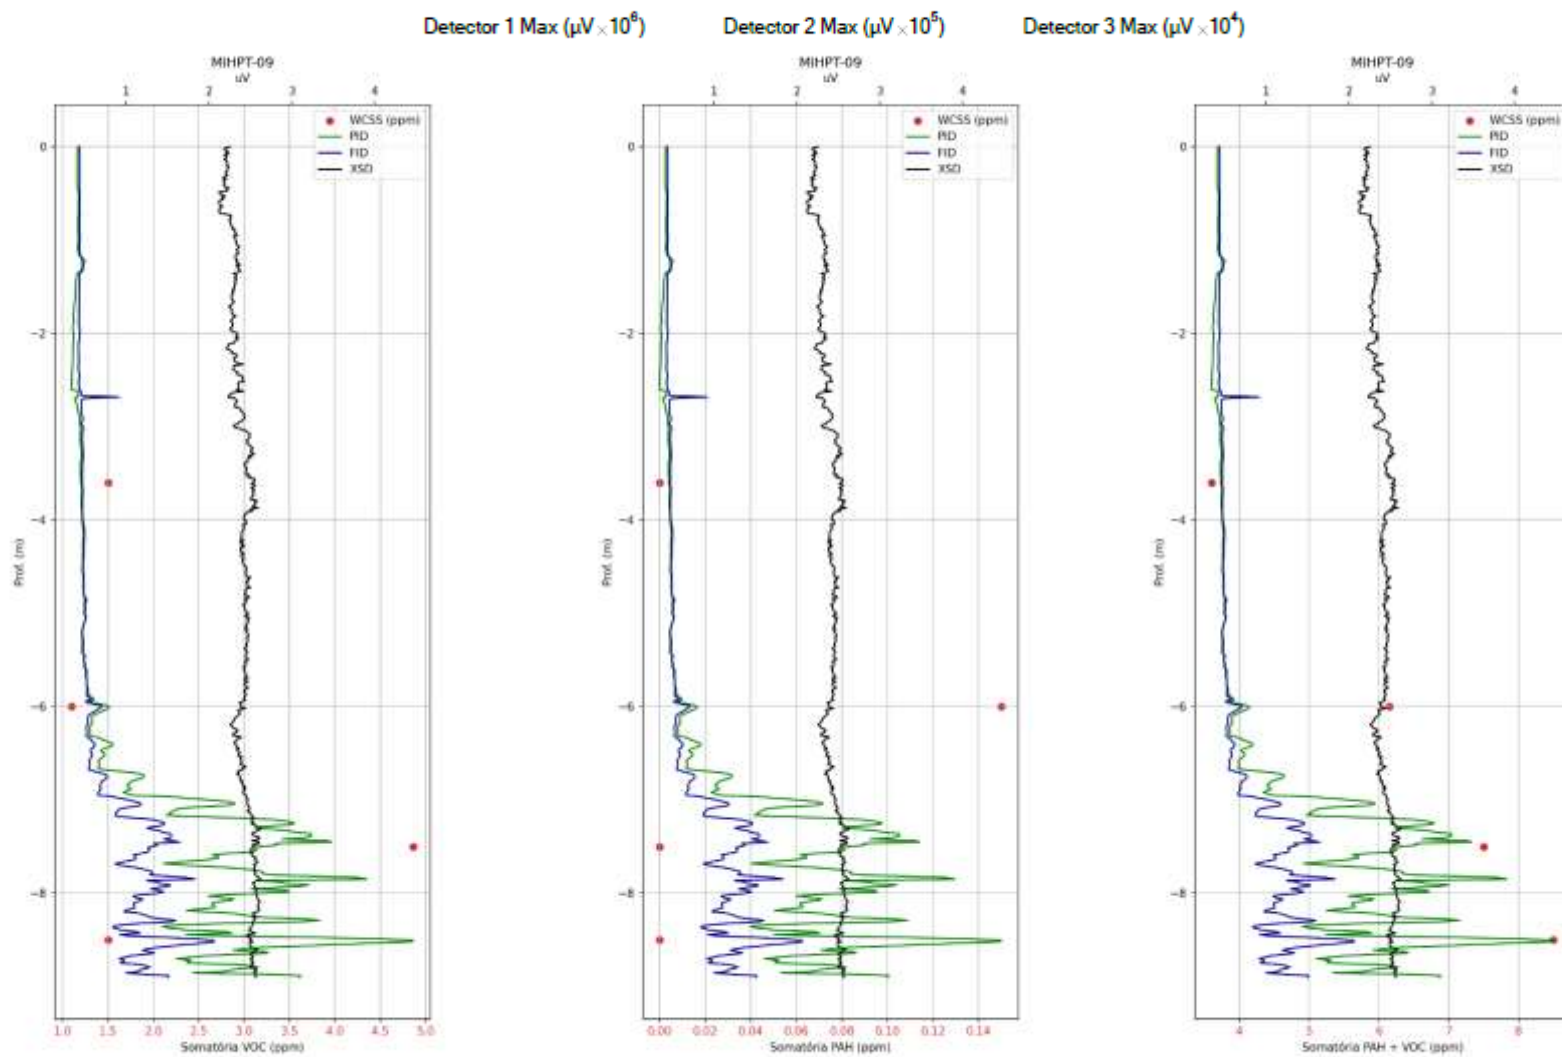 Detector 1 Max (µV×10⁶) Detector 2 Max (µV×10⁵) Detector 3 Max (µV×10⁴)
MiHPT-09
uV
1 2 3 4
WCSS (ppm)
PID
FID
XSD
0
−2
−4
−6
−8
Prof. (m)
1.0 1.5 2.0 2.5 3.0 3.5 4.0 4.5 5.0
Somatória VOC (ppm)
MiHPT-09
uV
1 2 3 4
WCSS (ppm)
PID
FID
XSD
0
−2
−4
−6
−8
Prof. (m)
0.00 0.02 0.04 0.06 0.08 0.10 0.12 0.14
Somatória PAH (ppm)
MiHPT-09
uV
1 2 3 4
WCSS (ppm)
PID
FID
XSD
0
−2
−4
−6
−8
Prof. (m)
4 5 6 7 8
Somatória PAH + VOC (ppm)